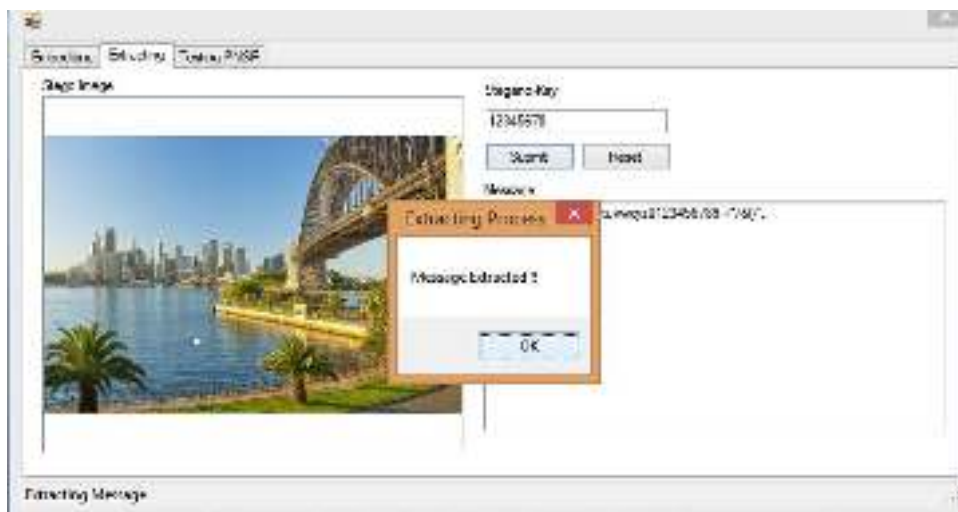 Embedding Extracting Testing PNSR
Stego Image
Stegano-Key
12345678
Submit Reset
Message
Extracting Process
Message Extracted !!
OK
Extracting Message